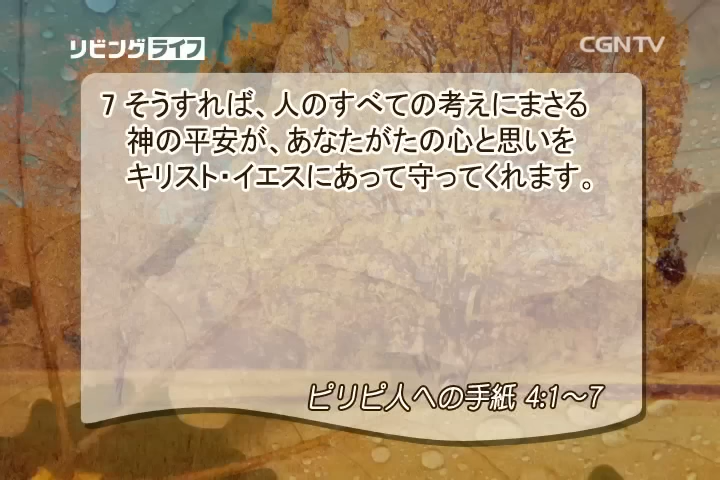 リビングライフ
CGNTV
7 そうすれば、人のすべての考えにまさる
神の平安が、あなたがたの心と思いを
キリスト・イエスにあって守ってくれます。
ピリピ人への手紙 4:1〜7